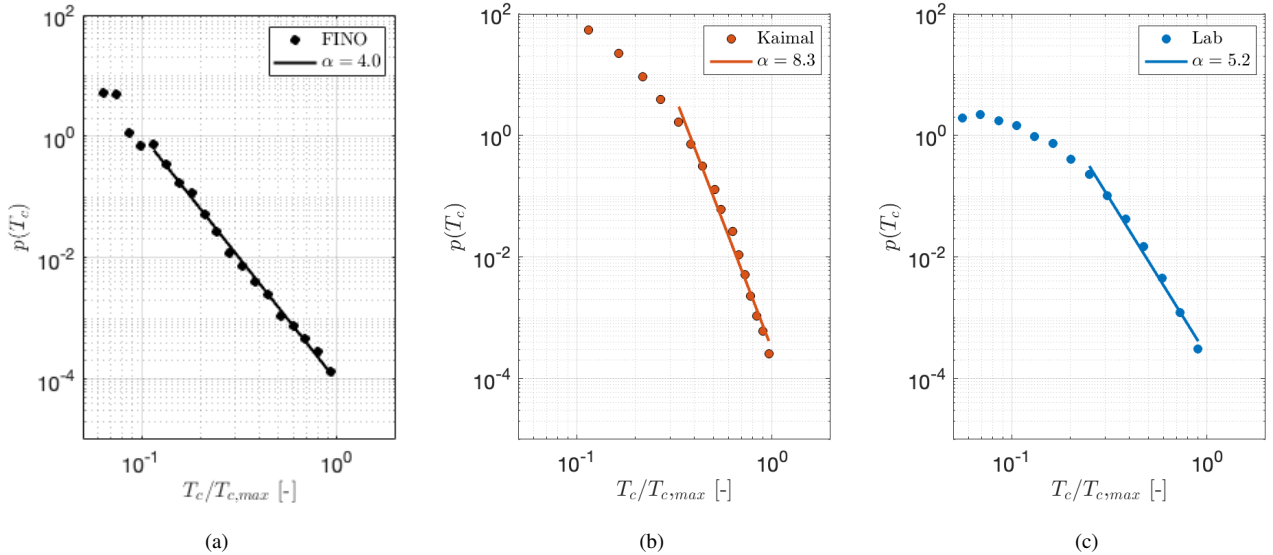 10^2
10^0
10^-2
10^-4
p(T_c)
FINO
α = 4.0
10^-1
10^0
T_c/T_{c,max} [-]
(a)
10^2
10^0
10^-2
10^-4
p(T_c)
Kaimal
α = 8.3
10^-1
10^0
T_c/T_c,_{max} [-]
(b)
10^2
10^0
10^-2
10^-4
p(T_c)
Lab
α = 5.2
10^-1
10^0
T_c/T_c,_{max} [-]
(c)